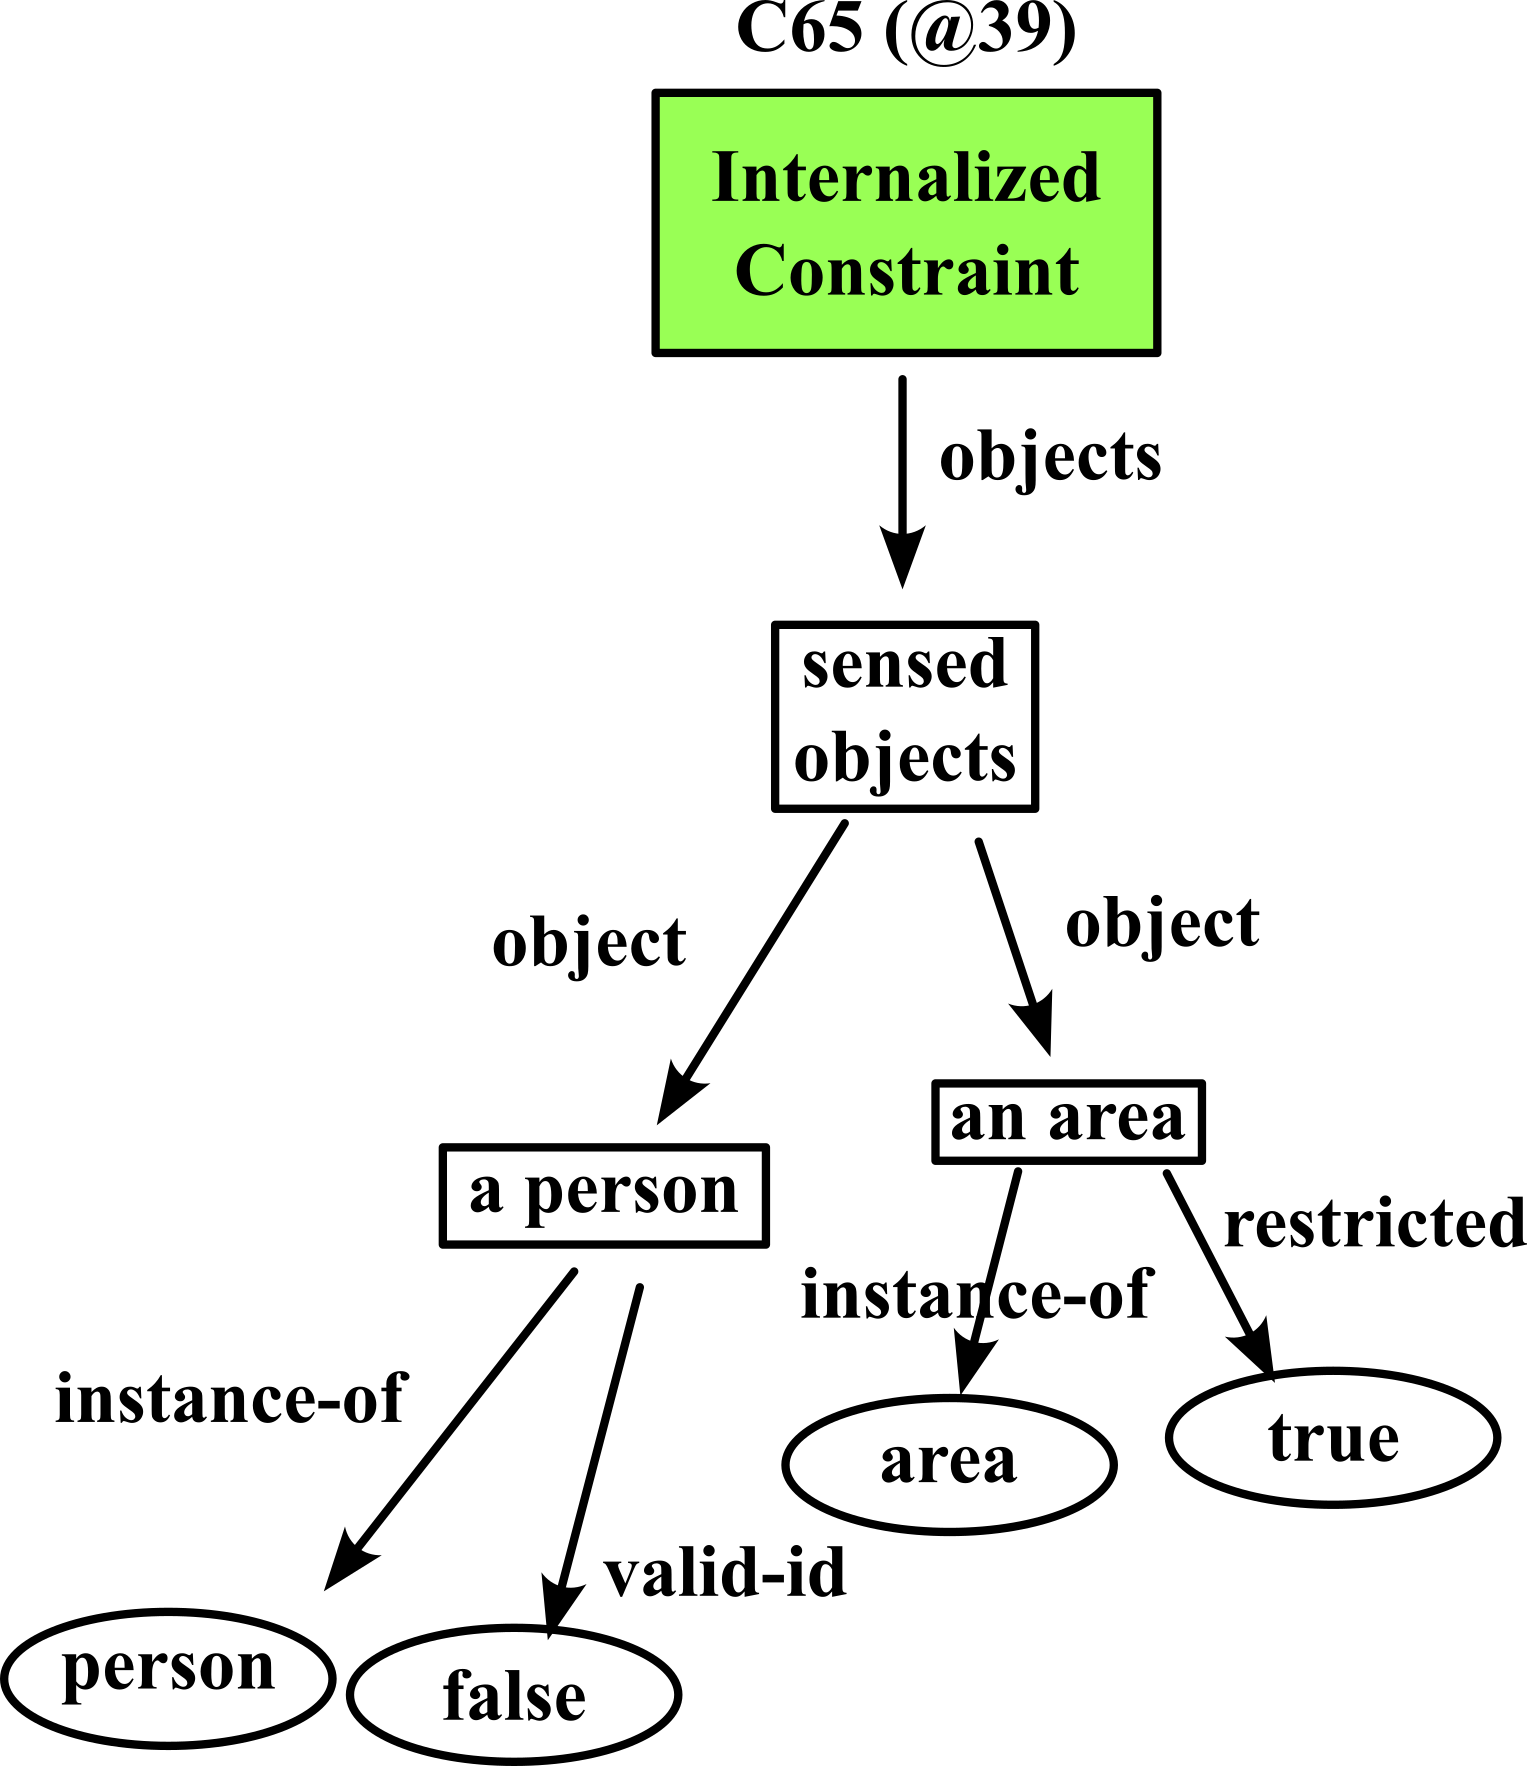 C65 (@39)
Internalized
Constraint
objects
sensed
objects
object
object
an area
a person
restricted
instance-of
instance-of
area
true
valid-id
person
false